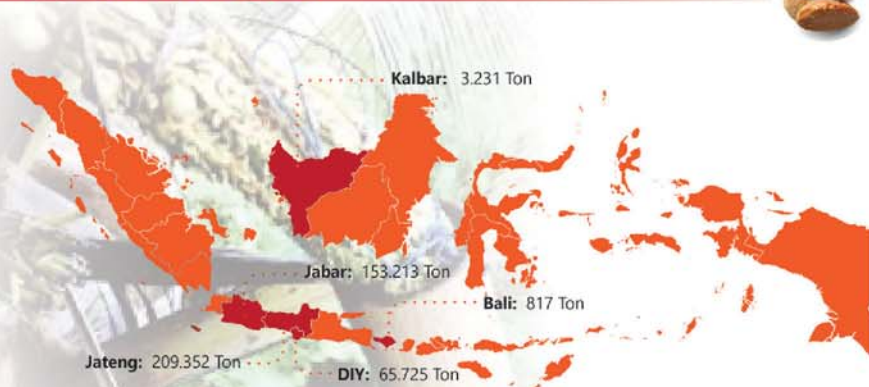 Kalbar: 3.231 Ton
Jabar: 153.213 Ton
Bali: 817 Ton
Jateng: 209.352 Ton
DIY: 65.725 Ton